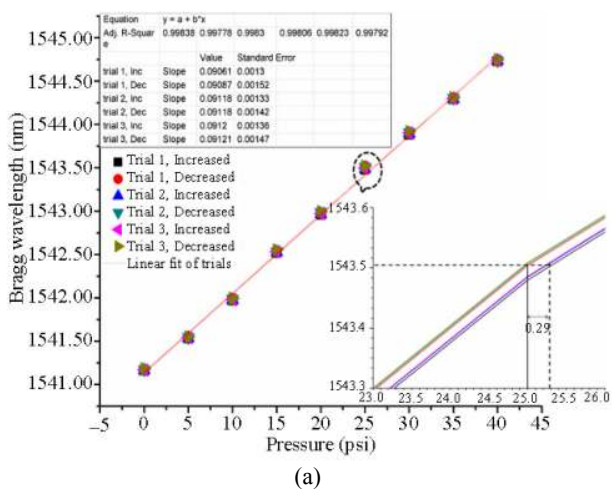 Equation y = a + b*x
Adj. R-Squar e 0.99838 0.99778 0.9983 0.99806 0.99823 0.99792
Value Standard Error
trial 1, Inc Slope 0.09061 0.0013
trial 1, Dec Slope 0.09087 0.00152
trial 2, Inc Slope 0.09118 0.00133
trial 2, Dec Slope 0.09118 0.00142
trial 3, Inc Slope 0.0912 0.00136
trial 3, Dec Slope 0.09121 0.00147
Trial 1, Increased
Trial 1, Decreased
Trial 2, Increased
Trial 2, Decreased
Trial 3, Increased
Trial 3, Decreased
Linear fit of trials
Bragg wavelength (nm)
1545.00
1544.50
1544.00
1543.50
1543.00
1542.50
1542.00
1541.50
1541.00
−5 0 5 10 15 20 25 30 35 40 45
Pressure (psi)
1543.6
1543.5
1543.4
1543.3
0.29
23.0 23.5 24.0 24.5 25.0 25.5 26.0
(a)